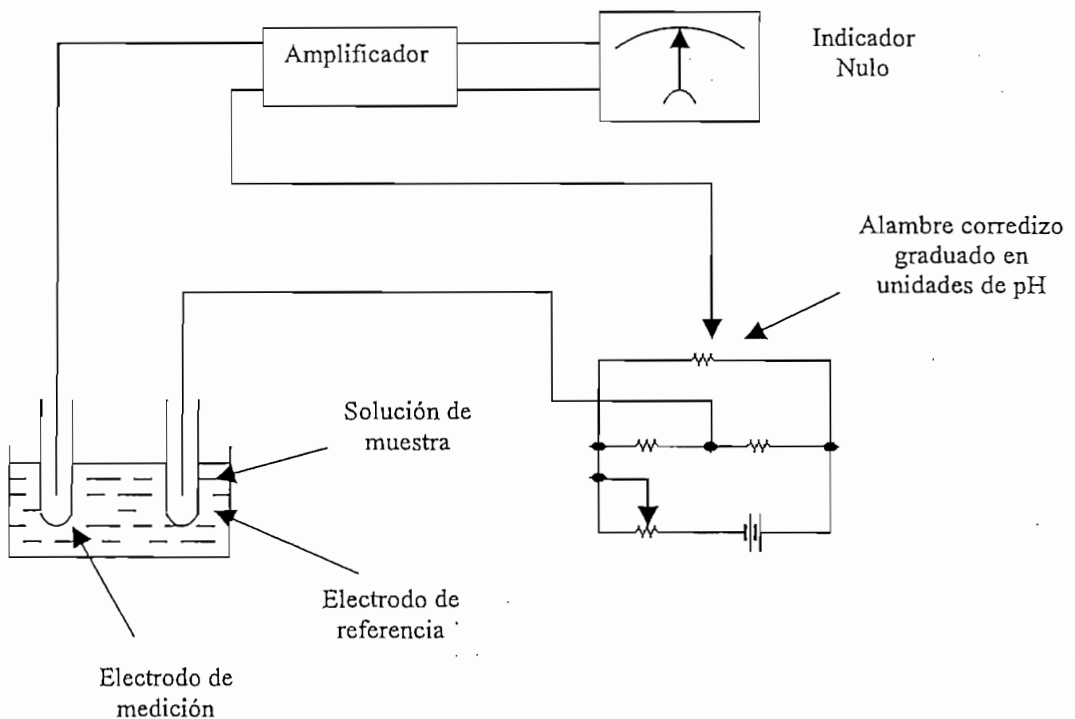 Amplificador
Indicador
Nulo
Alambre corredizo
graduado en
unidades de pH
Solución de
muestra
Electrodo de
referencia
Electrodo de
medición